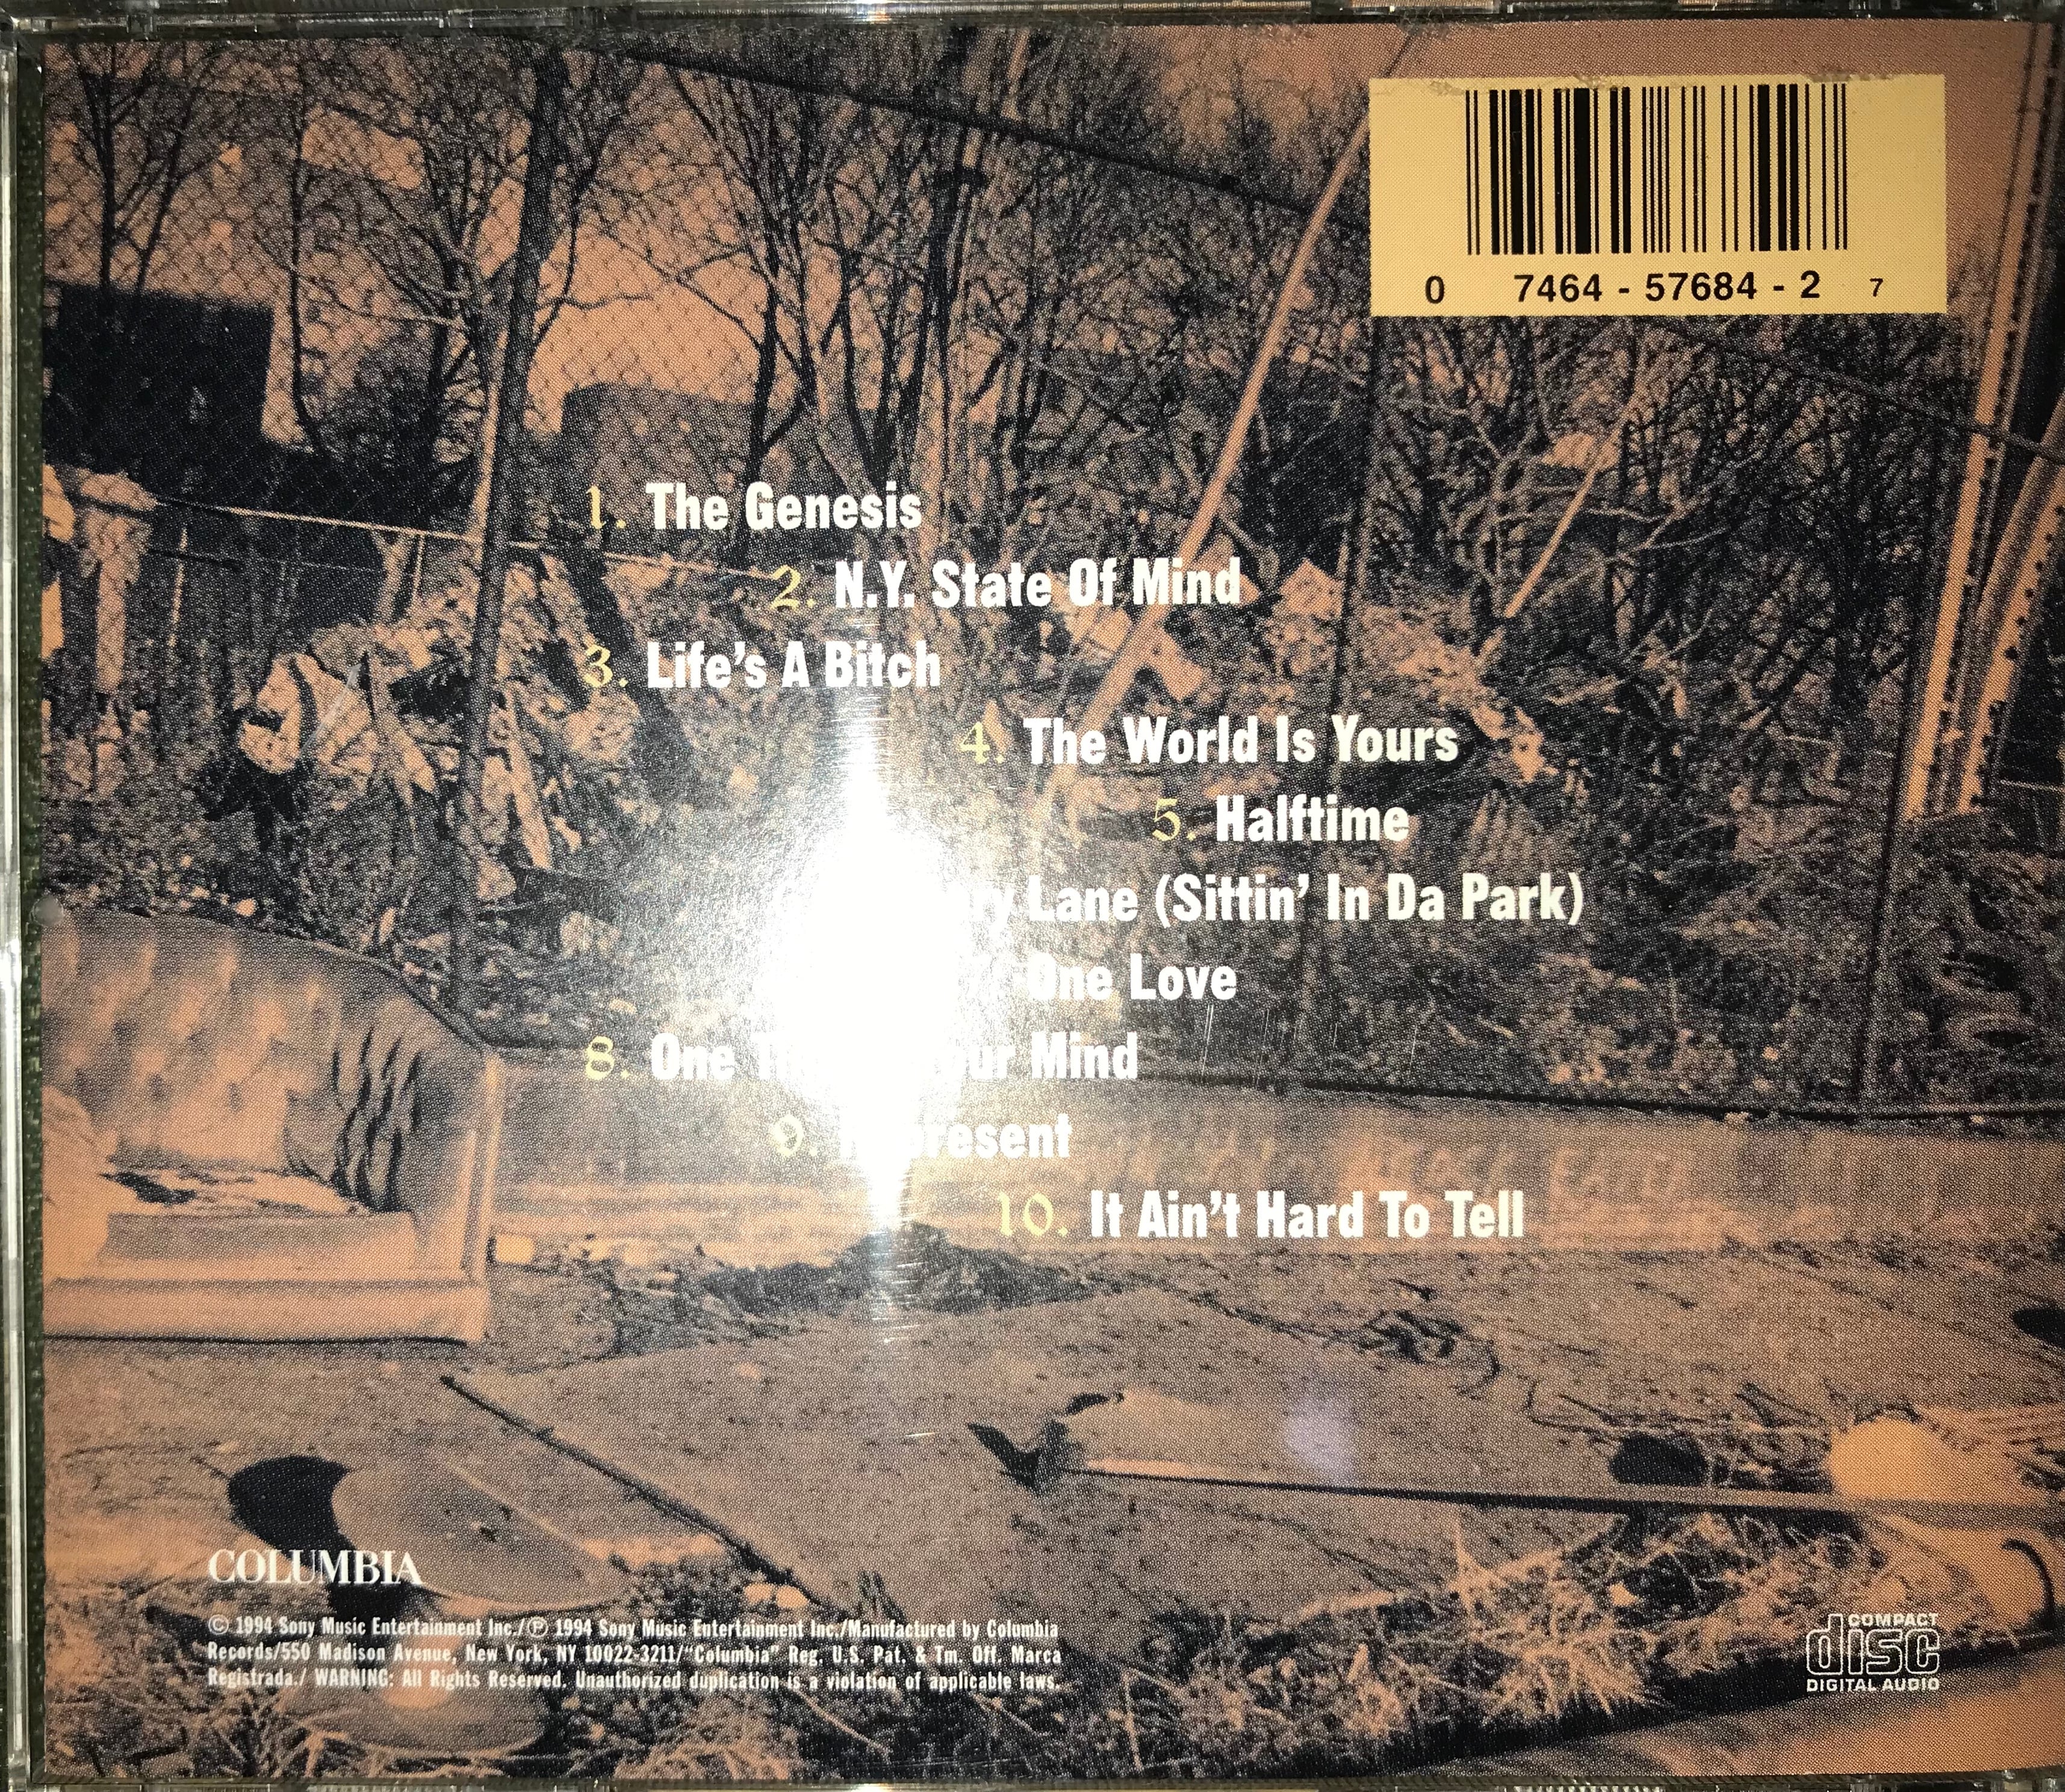 0 7464 - 57684 - 2 7
1. The Genesis
2. N.Y. State Of Mind
3. Life's A Bitch
4. The World Is Yours
5. Halftime
Lane (Sittin' In Da Park)
7. One Love
8. One Mind
9. Represent
10. It Ain't Hard To Tell
COLUMBIA
© 1994 Sony Music Entertainment Inc./℗ 1994 Sony Music Entertainment Inc./Manufactured by Columbia
Records/550 Madison Avenue, New York, NY 10022-3211/"Columbia" Reg. U.S. Pat. & Tm. Off. Marca
Registrada./ WARNING: All Rights Reserved. Unauthorized duplication is a violation of applicable laws.
COMPACT
disc
DIGITAL AUDIO